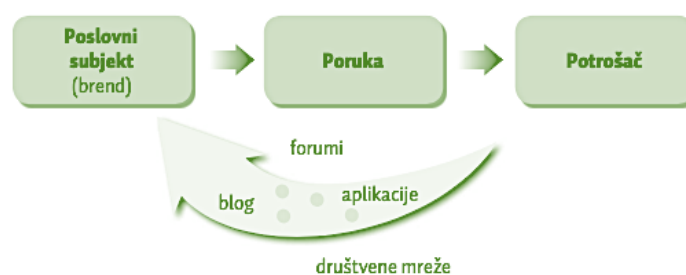 Poslovni
subjekt
(brend)
Poruka
Potrošač
forumi
aplikacije
blog
društvene mreže